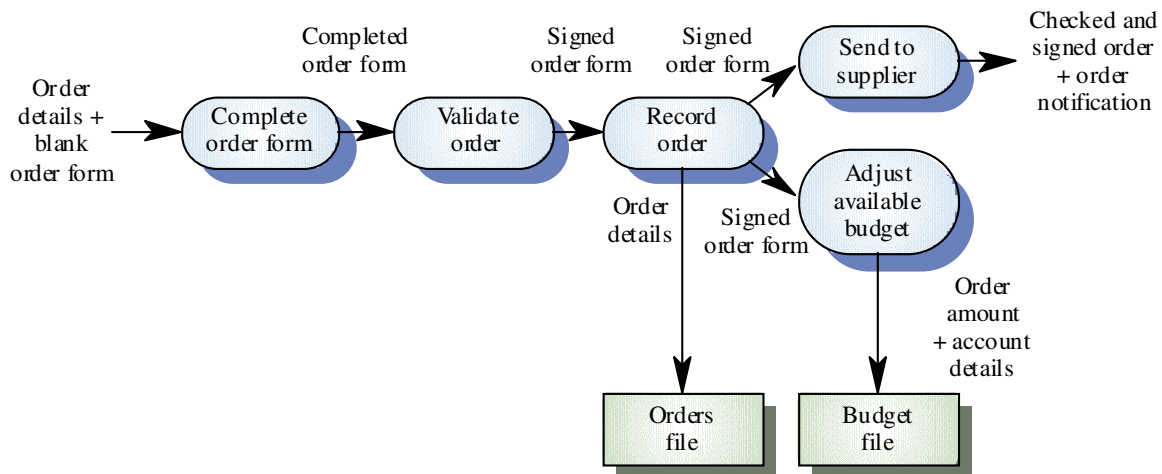 Order
details +
blank
order form
Complete
order form
Completed
order form
Validate
order
Signed
order form
Record
order
Signed
order form
Send to
supplier
Checked and
signed order
+ order
notification
Order
details
Signed
order form
Adjust
available
budget
Order
amount
+ account
details
Orders
file
Budget
file